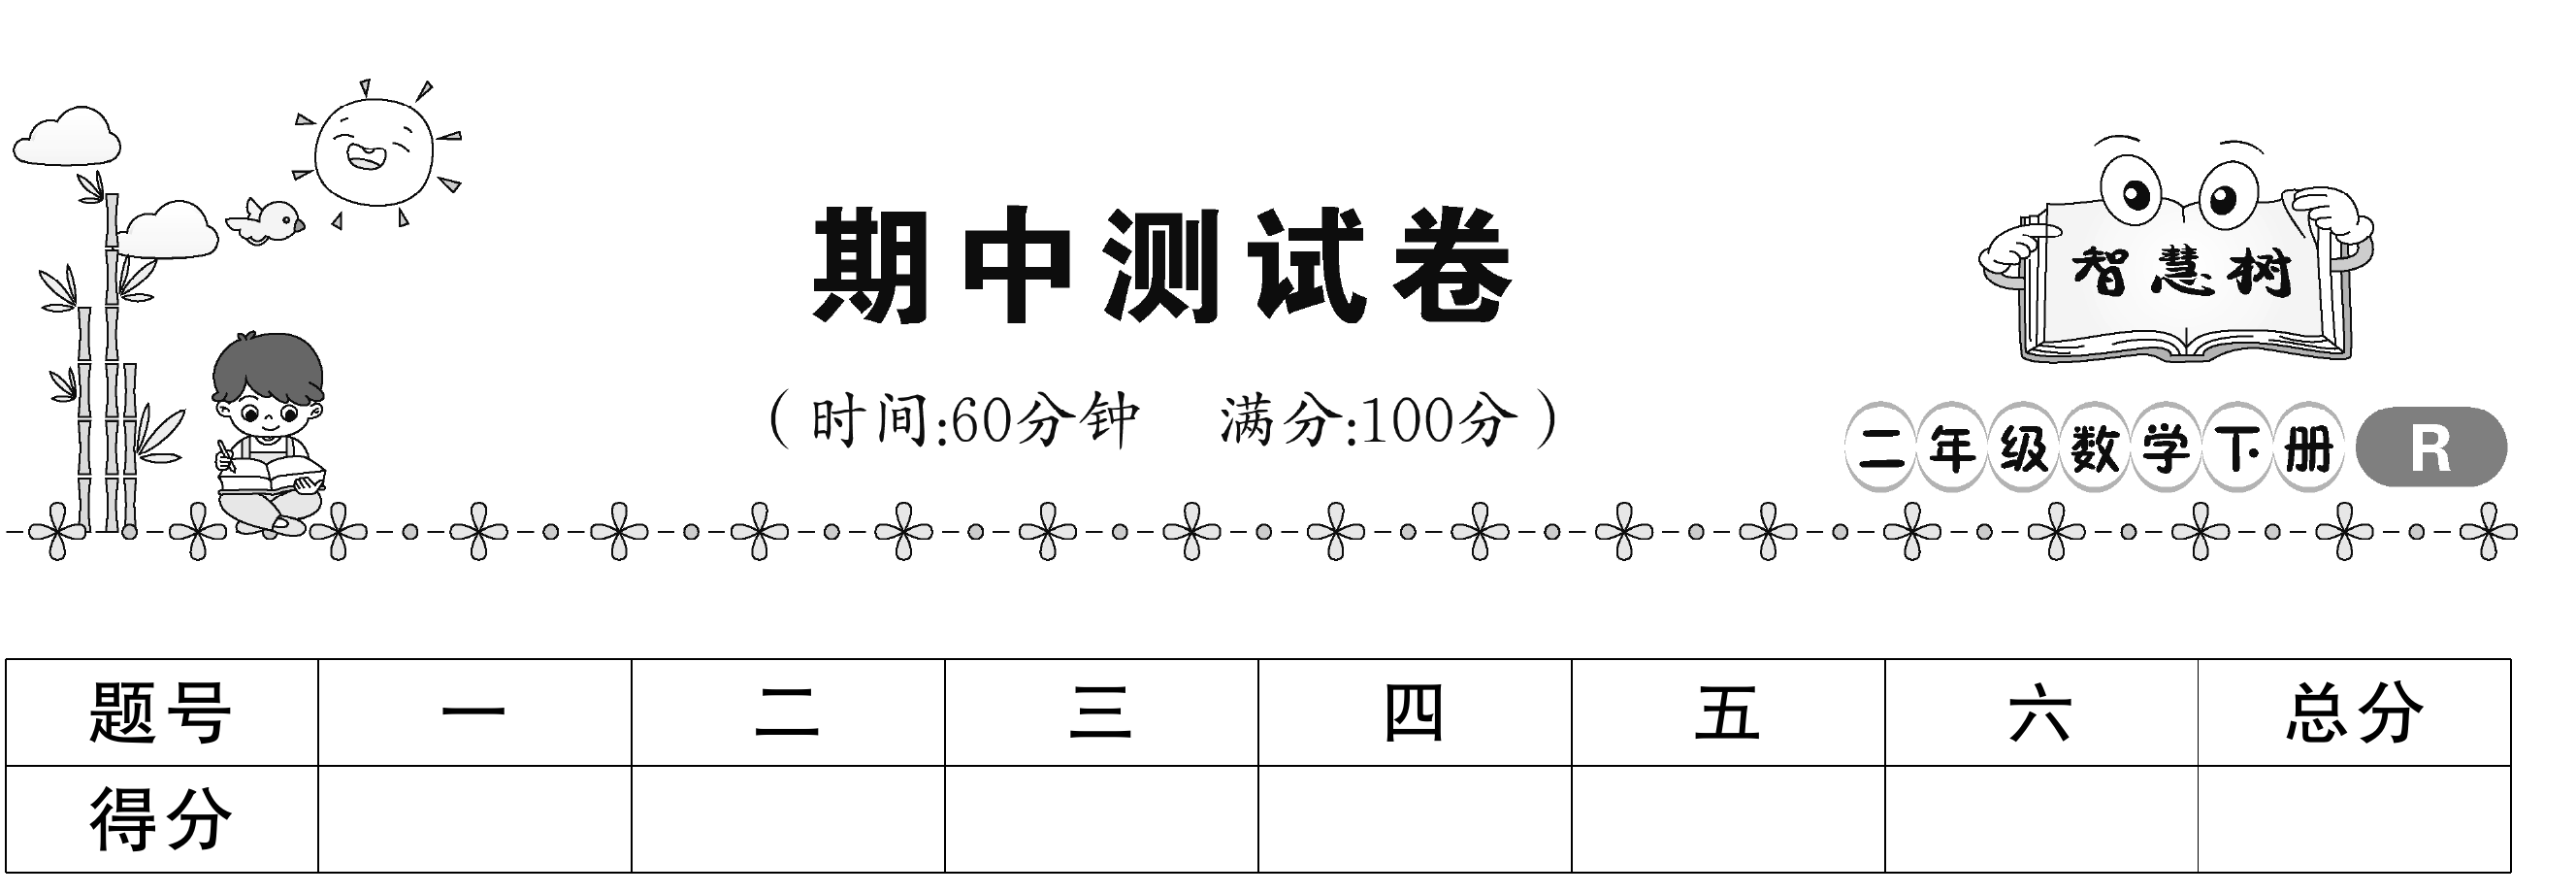 期中测试卷
智慧树
(时间:60分钟 满分:100分)
二年级数学下册 R
题号 一 二 三 四 五 六 总分
得分